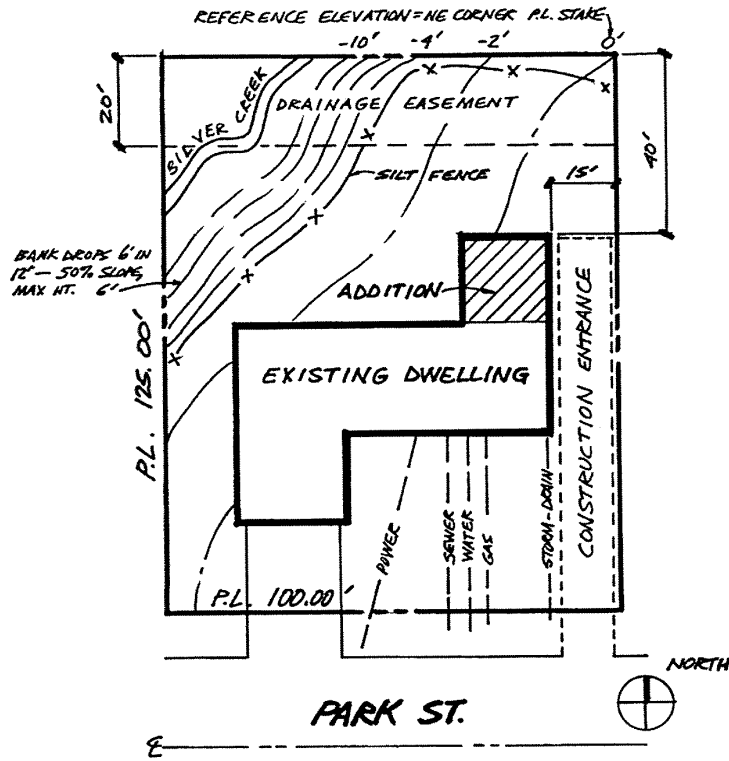 REFERENCE ELEVATION = NE CORNER P.L. STAKE
-10' -4' -2' 0'
20'
BIDVER CREEK
DRAINAGE EASEMENT
40'
15'
SILT FENCE
BANK DROPS 6' IN
12' — 50% SLOPE,
MAX HT. 6'
ADDITION
P.L. 125.00'
EXISTING DWELLING
CONSTRUCTION ENTRANCE
POWER
SEWER
WATER
GAS
STORM-DRAIN
P.L. 100.00'
NORTH
PARK ST.